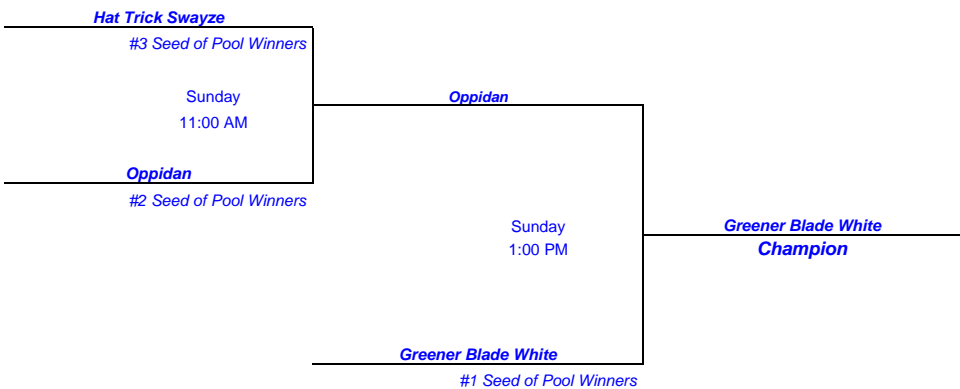 Hat Trick Swayze
#3 Seed of Pool Winners
Sunday
11:00 AM
Oppidan
Oppidan
#2 Seed of Pool Winners
Sunday
1:00 PM
Greener Blade White
Champion
Greener Blade White
#1 Seed of Pool Winners